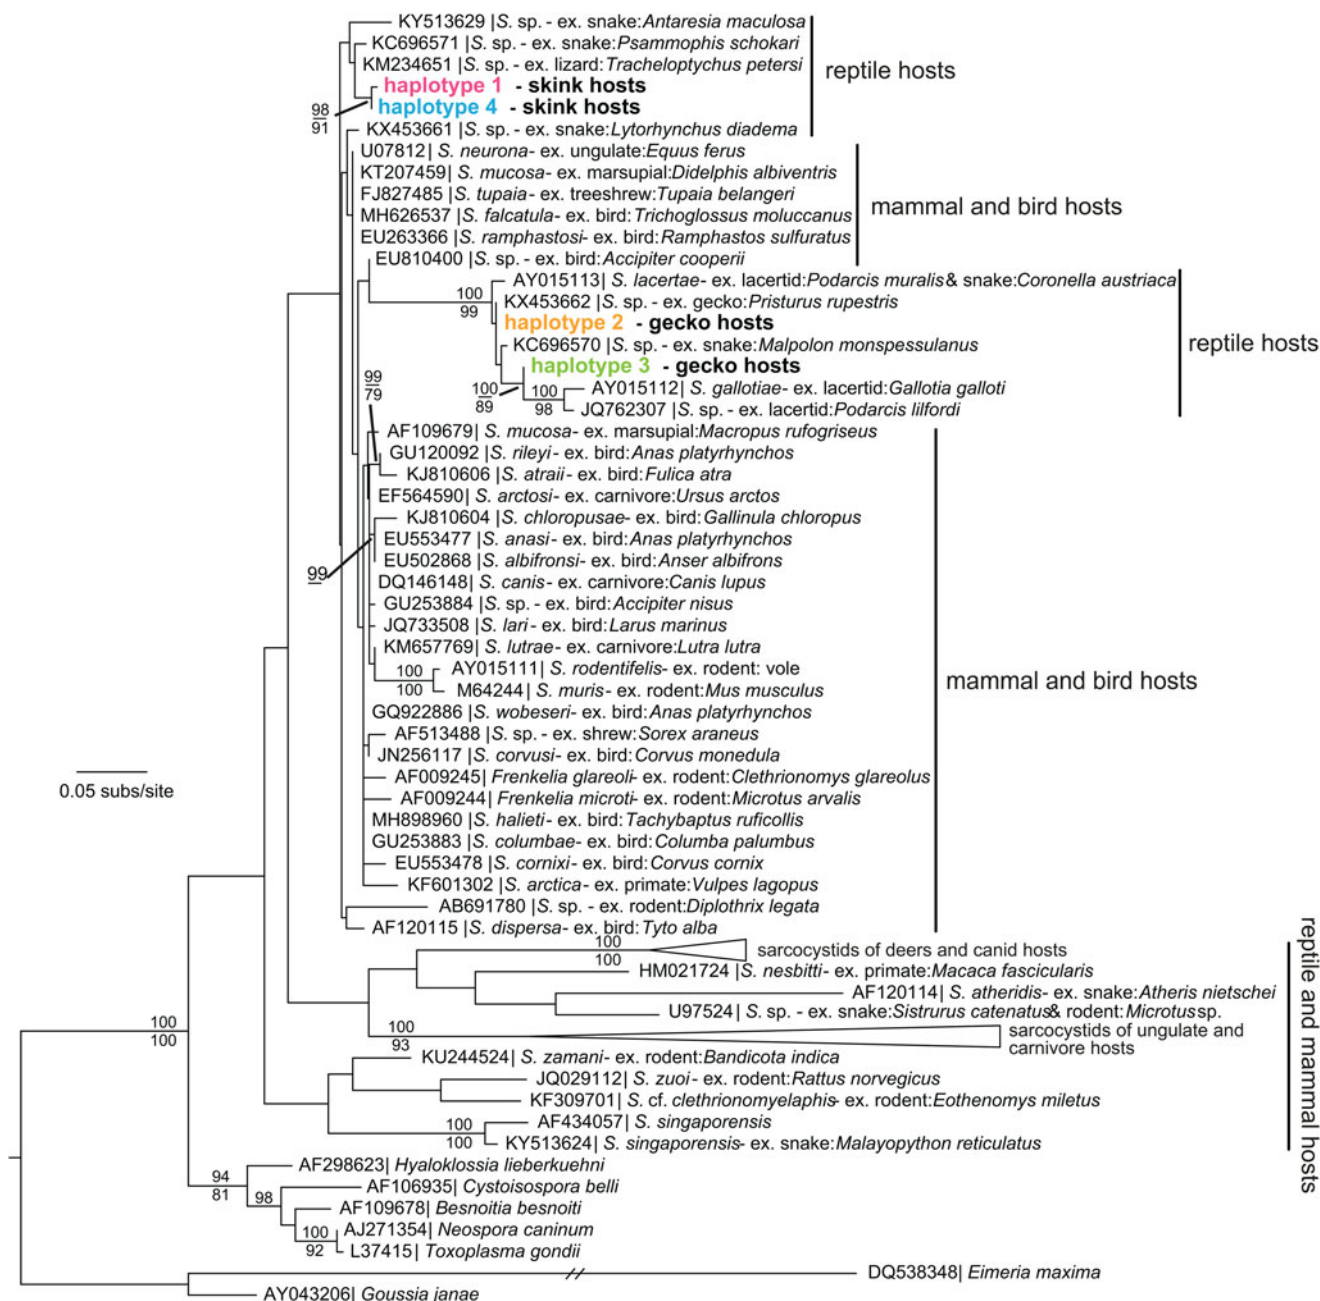 KY513629 |S. sp. - ex. snake:Antaresia maculosa
KC696571 |S. sp. - ex. snake:Psammophis schokari
KM234651 |S. sp. - ex. lizard:Tracheloptychus petersi
reptile hosts
haplotype 1 - skink hosts
haplotype 4 - skink hosts
98
91
KX453661 |S. sp. - ex. snake:Lytorhynchus diadema
U07812| S. neurona- ex. ungulate:Equus ferus
KT207459| S. mucosa- ex. marsupial:Didelphis albiventris
FJ827485| S. tupaia- ex. treeshrew:Tupaia belangeri
mammal and bird hosts
MH626537| S. falcatula- ex. bird:Trichoglossus moluccanus
EU263366| S. ramphastosi- ex. bird:Ramphastos sulfuratus
EU810400 |S. sp.- ex. bird:Accipiter cooperii
AY015113| S. lacertae- ex. lacertid:Podarcis muralis& snake:Coronella austriaca
100
99
KX453662 |S. sp. - ex. gecko:Pristurus rupestris
haplotype 2 - gecko hosts
KC696570 |S. sp. - ex. snake:Malpolon monspessulanus
reptile hosts
haplotype 3 - gecko hosts
99
79
100
89
100
98
AY015112| S. gallotiae- ex. lacertid:Gallotia galloti
JQ762307 |S. sp.- ex. lacertid:Podarcis lilfordi
AF109679| S. mucosa- ex. marsupial:Macropus rufogriseus
GU120092 |S. rileyi- ex. bird:Anas platyrhynchos
KJ810606 |S. atraii- ex. bird:Fulica atra
EF564590| S. arctosi- ex. carnivore:Ursus arctos
KJ810604 |S. chloropusae- ex. bird:Gallinula chloropus
EU553477| S. anasi- ex. bird:Anas platyrhynchos
EU502868 |S. albifronsi- ex. bird:Anser albifrons
99
DQ146148| S. canis- ex. carnivore:Canis lupus
GU253884 |S. sp. - ex. bird:Accipiter nisus
JQ733508 |S. lari- ex. bird:Larus marinus
KM657769| S. lutrae- ex. carnivore:Lutra lutra
AY015111| S. rodentifelis- ex. rodent: vole
100
100
mammal and bird hosts
M64244| S. muris- ex. rodent:Mus musculus
GQ922886 |S. wobeseri- ex. bird:Anas platyrhynchos
AF513488 |S. sp.- ex. shrew:Sorex araneus
JN256117| S. corvusi- ex. bird:Corvus monedula
AF009245| Frenkelia glareoli- ex. rodent:Clethrionomys glareolus
0.05 subs/site
AF009244| Frenkelia microti- ex. rodent:Microtus arvalis
MH898960| S. halieti- ex. bird:Tachybaptus ruficollis
GU253883| S. columbae- ex. bird:Columba palumbus
EU553478 |S. cornixi- ex. bird:Corvus cornix
KF601302 |S. arctica- ex. primate:Vulpes lagopus
AB691780 |S. sp.- ex. rodent:Diplothrix legata
AF120115| S. dispersa- ex. bird:Tyto alba
100
100
sarcocystids of deers and canid hosts
HM021724 |S. nesbitti- ex. primate:Macaca fascicularis
AF120114| S. atheridis- ex. snake:Atheris nietschei
U97524| S. sp. - ex. snake:Sistrurus catenatus& rodent:Microtussp.
reptile and mammal hosts
100
100
100
93
sarcocystids of ungulate and
carnivore hosts
KU244524| S. zamani- ex. rodent:Bandicota indica
JQ029112| S. zuoi- ex. rodent:Rattus norvegicus
KF309701| S. cf. clethrionomyelaphis- ex. rodent:Eothenomys miletus
AF434057| S. singaporensis
100
100
KY513624| S. singaporensis- ex. snake:Malayopython reticulatus
AF298623| Hyaloklossia lieberkuehni
94
81
AF106935| Cystoisospora belli
98
AF109678| Besnoitia besnoiti
AJ271354| Neospora caninum
100
92
L37415| Toxoplasma gondii
DQ538348| Eimeria maxima
AY043206| Goussia janae